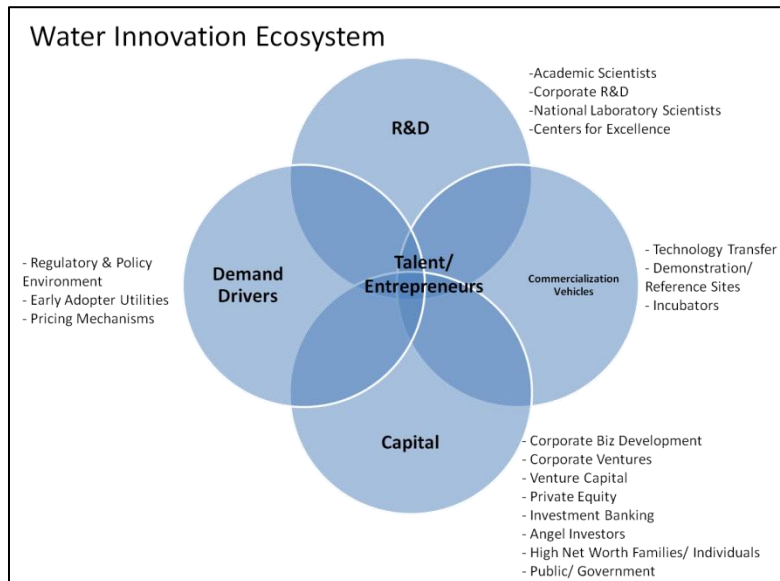 Water Innovation Ecosystem
-Academic Scientists
-Corporate R&D
-National Laboratory Scientists
-Centers for Excellence
R&D
- Regulatory & Policy
Environment
- Early Adopter Utilities
- Pricing Mechanisms
Demand
Drivers
Talent/
Entrepreneurs
Commercialization
Vehicles
- Technology Transfer
- Demonstration/
Reference Sites
- Incubators
Capital
- Corporate Biz Development
- Corporate Ventures
- Venture Capital
- Private Equity
- Investment Banking
- Angel Investors
- High Net Worth Families/ Individuals
- Public/ Government